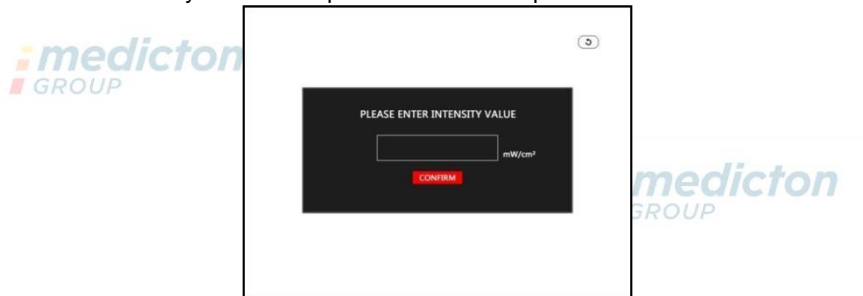 medicton
GROUP
PLEASE ENTER INTENSITY VALUE
mW/cm²
CONFIRM
medicton
GROUP